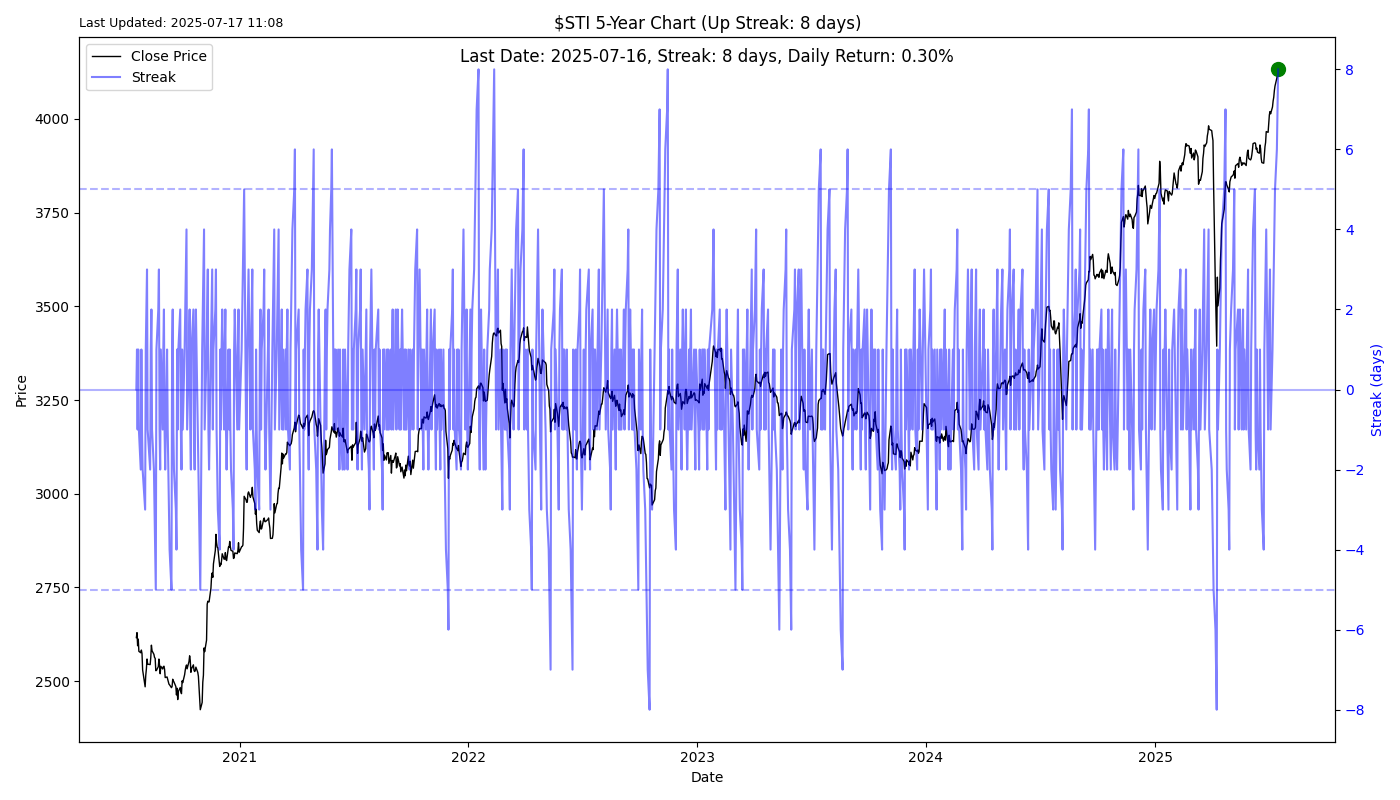 Last Updated: 2025-07-17 11:08
$STI 5-Year Chart (Up Streak: 8 days)
Last Date: 2025-07-16, Streak: 8 days, Daily Return: 0.30%
Close Price
Streak
4000
3750
3500
3250
3000
2750
2500
Price
8
6
4
2
0
−2
−4
−6
−8
Streak (days)
2021
2022
2023
2024
2025
Date